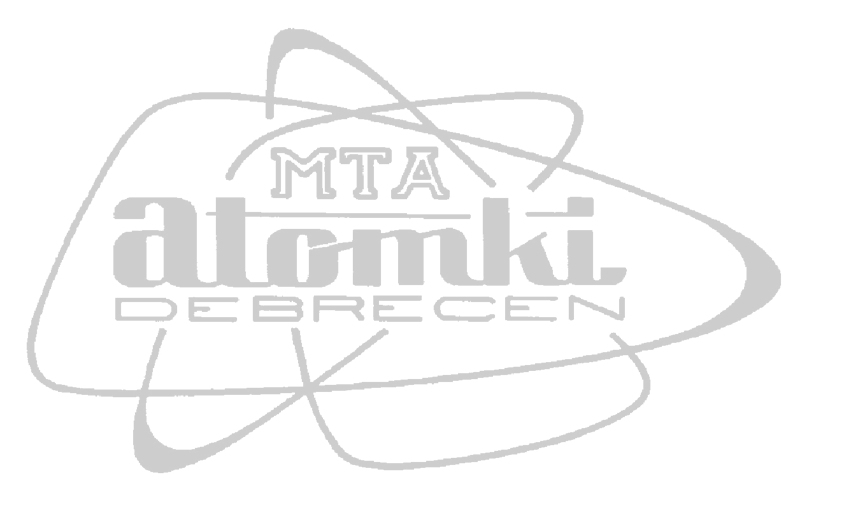 MTA
atomki
DEBRECEN